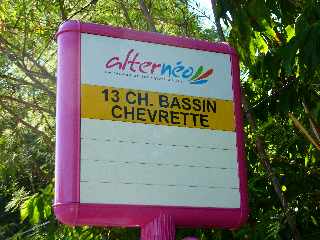 alternéo
13 CH. BASSIN
CHEVRETTE